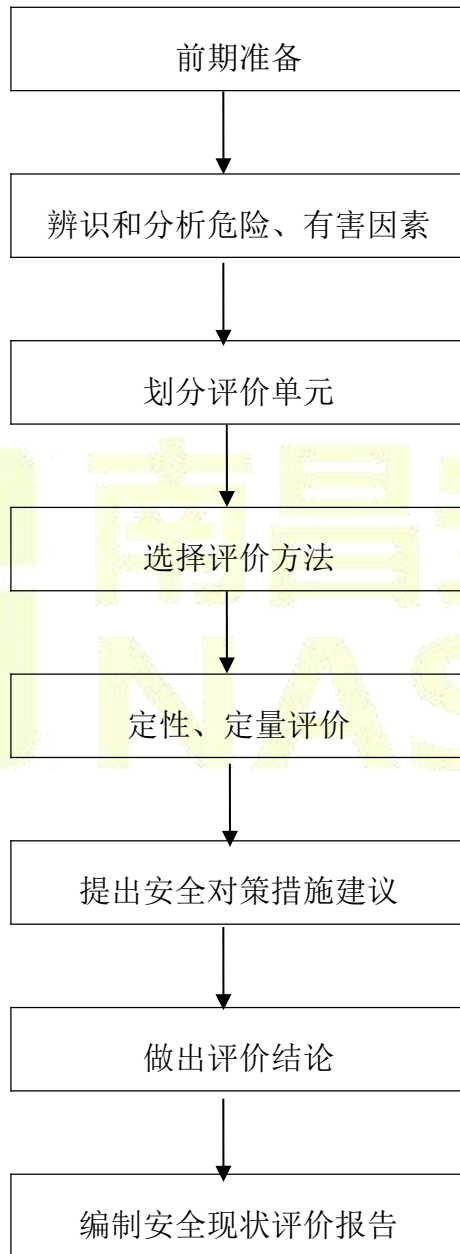 前期准备
辨识和分析危险、有害因素
划分评价单元
选择评价方法
定性、定量评价
提出安全对策措施建议
做出评价结论
编制安全现状评价报告
南昌
NAS